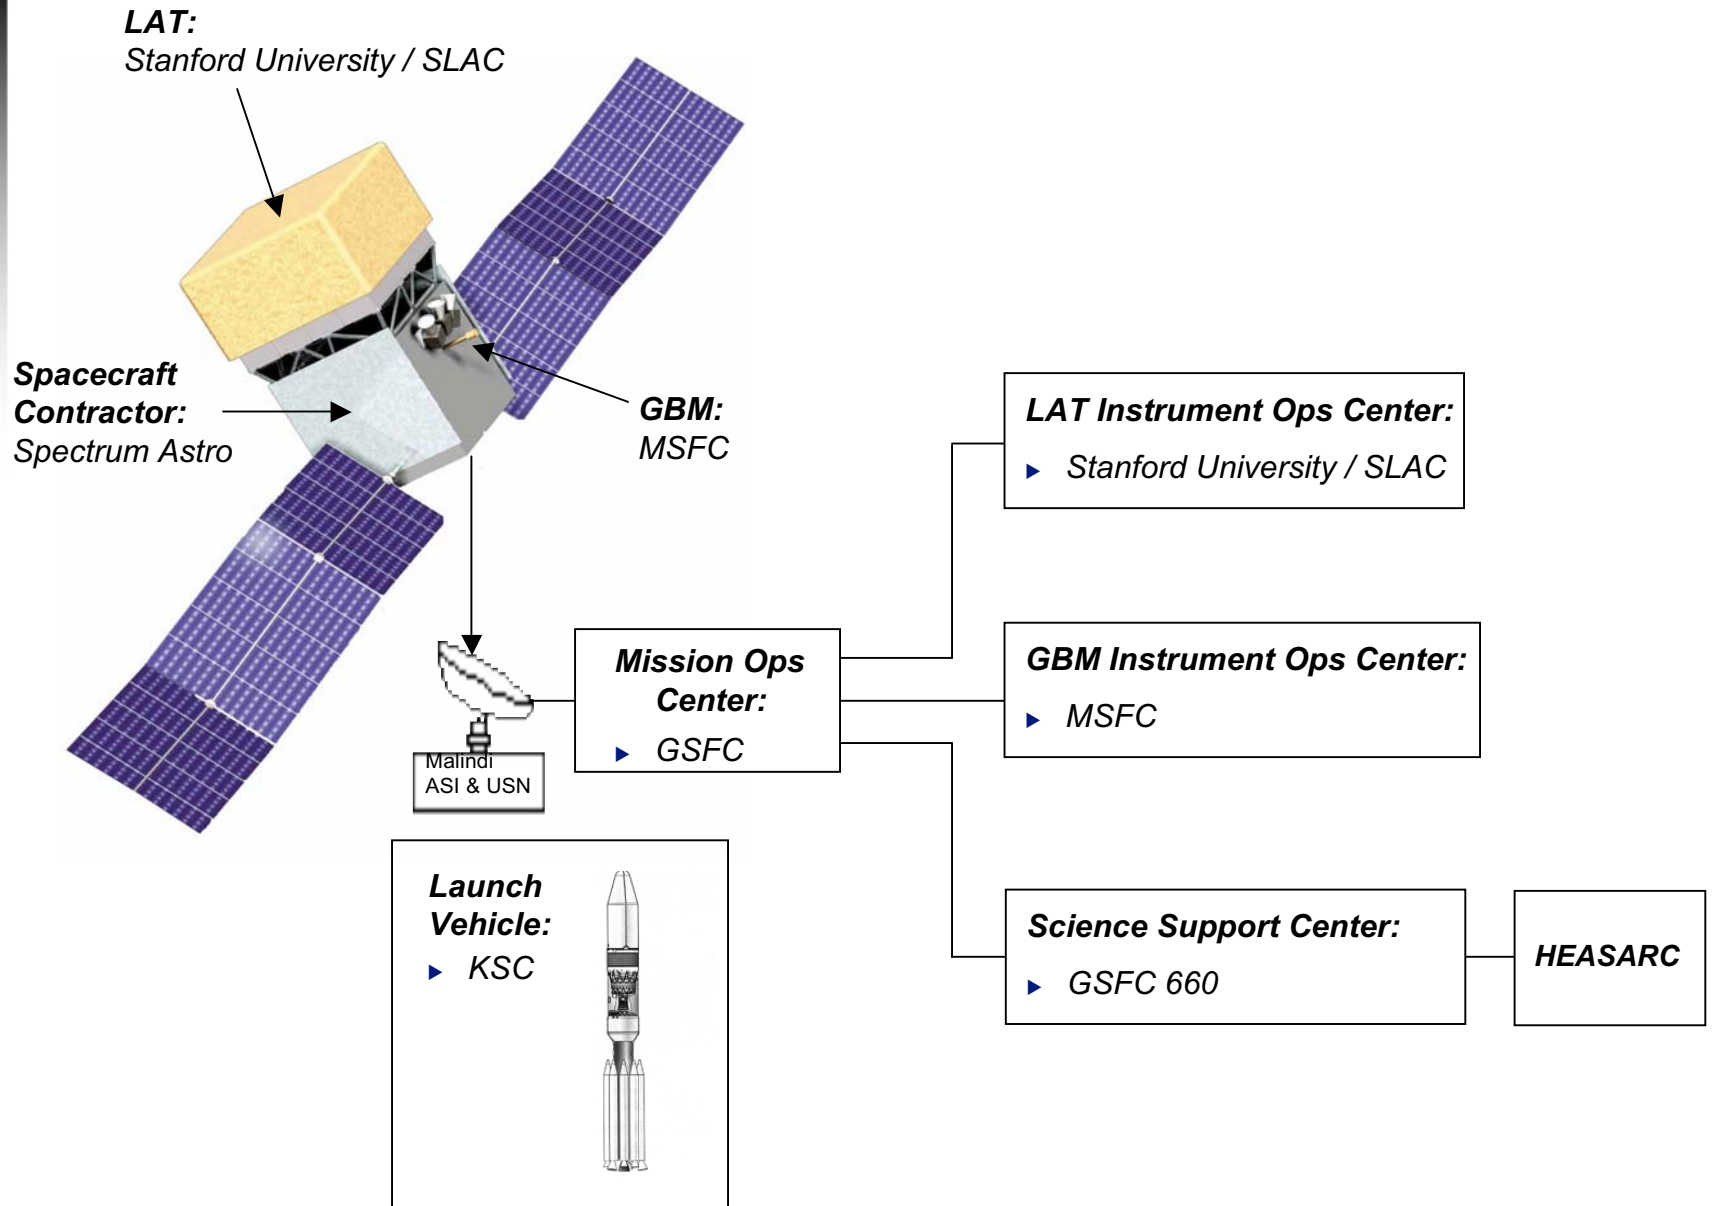 LAT:
Stanford University / SLAC
Spacecraft
Contractor:
Spectrum Astro
GBM:
MSFC
LAT Instrument Ops Center:
Stanford University / SLAC
Mission Ops
Center:
GSFC
GBM Instrument Ops Center:
MSFC
Malindi
ASI & USN
Launch
Vehicle:
KSC
Science Support Center:
GSFC 660
HEASARC